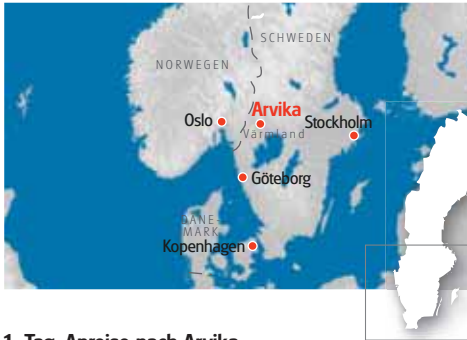 SCHWEDEN
NORWEGEN
Arvika
Oslo
Stockholm
Värmland
Göteborg
DÄNE-
MARK
Kopenhagen
1. Tag Anreise nach Arvika